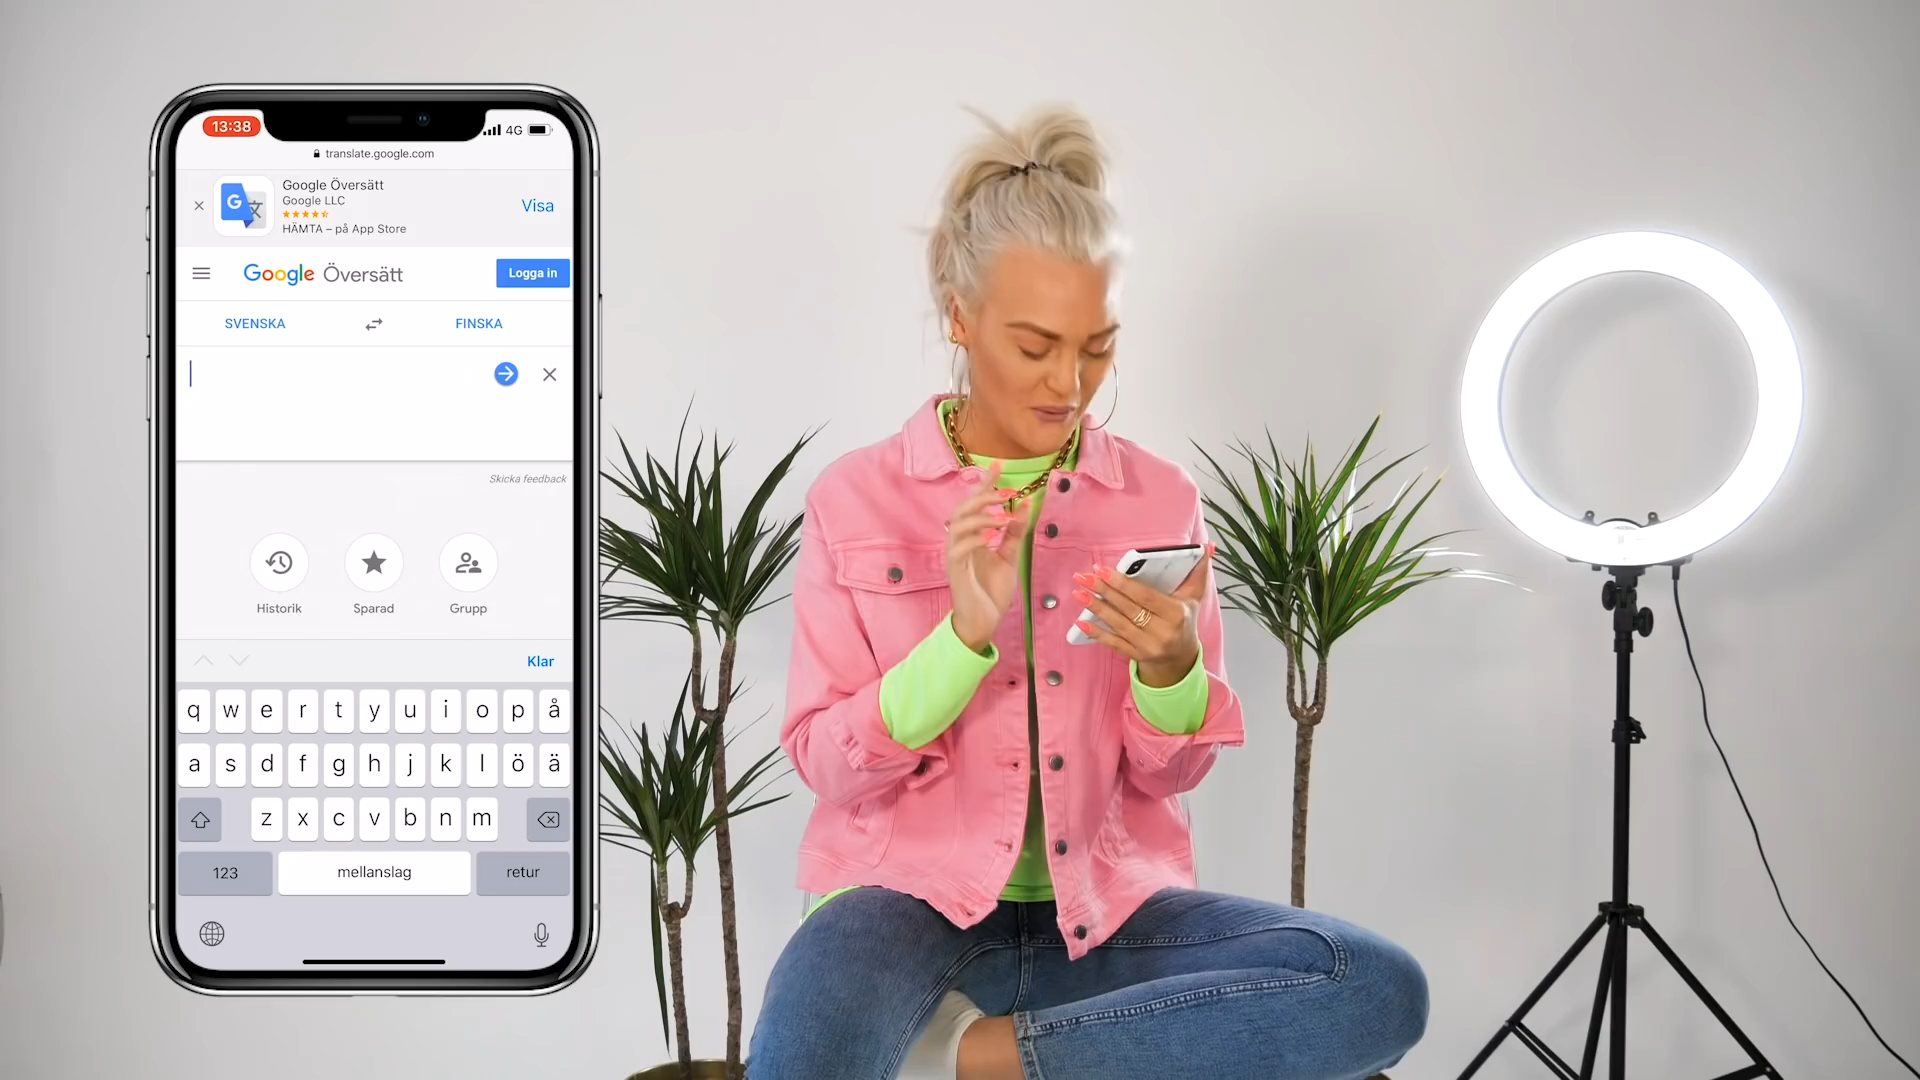 13:38
4G
translate.google.com
Google Översätt
Google LLC
HÄMTA – på App Store
Visa
Google Översätt
Logga in
SVENSKA
FINSKA
Skicka feedback
Historik
Sparad
Grupp
Klar
q w e r t y u i o p å
a s d f g h j k l ö ä
z x c v b n m
123
mellanslag
retur